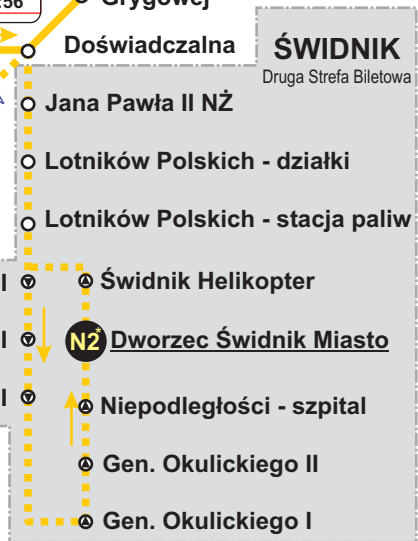 Doświadczalna
ŚWIDNIK
Druga Strefa Biletowa
Jana Pawła II NŻ
Lotników Polskich - działki
Lotników Polskich - stacja paliw
Świdnik Helikopter
N2* Dworzec Świdnik Miasto
Niepodległości - szpital
Gen. Okulickiego II
Gen. Okulickiego I